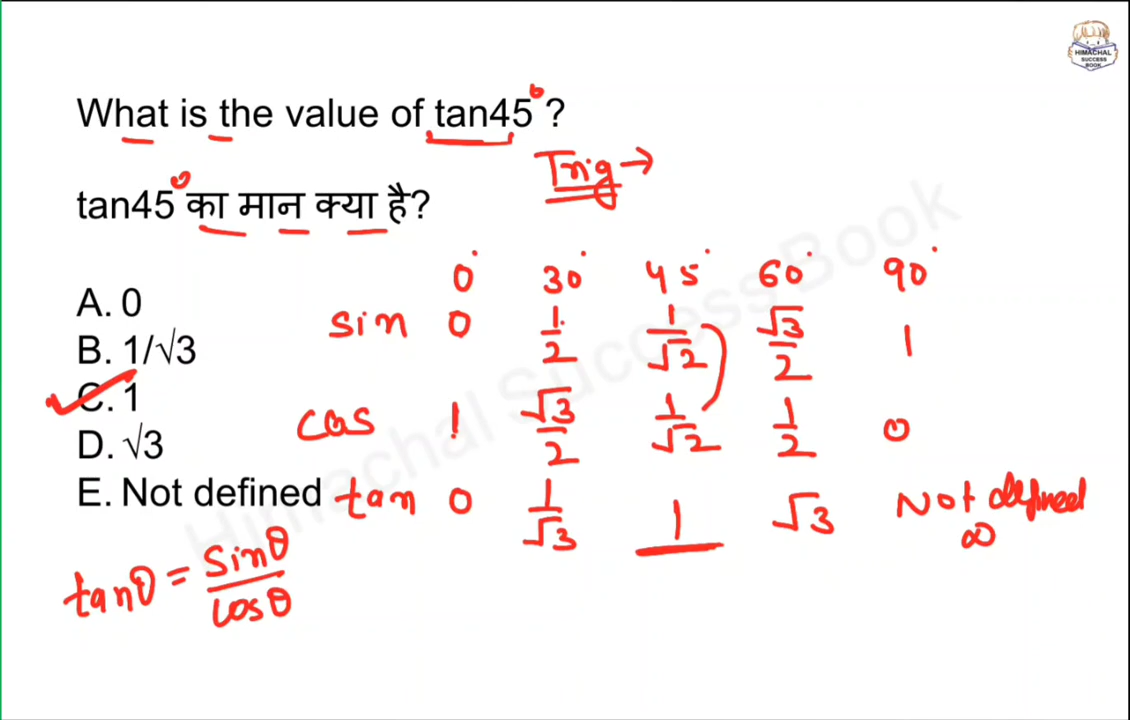 HIMACHAL
SUCCESS
BOOK
What is the value of tan45°?
Trig →
tan45° का मान क्या है?
0° 30° 45° 60° 90°
A. 0
sin 0 1/2 1/√2 √3/2 1
B. 1/√3
C. 1
cos 1 √3/2 1/√2 1/2 0
D. √3
E. Not defined
tan 0 1/√3 1 √3 Not defined
∞
tanθ = sinθ/cosθ
Himachal SuccessBook